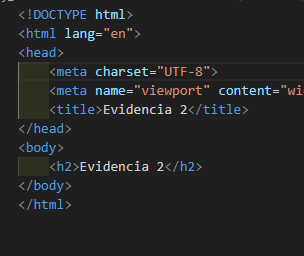 <!DOCTYPE html>
<html lang="en">
<head>
<meta charset="UTF-8">
<meta name="viewport" content="
<title>Evidencia 2</title>
</head>
<body>
<h2>Evidencia 2</h2>
</body>
</html>